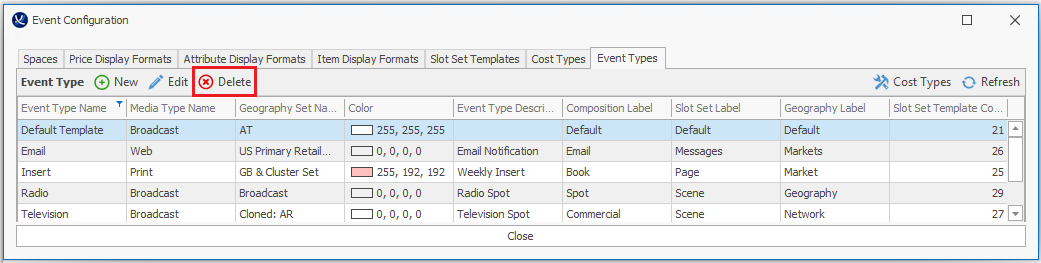 Event Configuration
Spaces Price Display Formats Attribute Display Formats Item Display Formats Slot Set Templates Cost Types Event Types
Event Type New Edit Delete Cost Types Refresh
Event Type Name Media Type Name Geography Set Na... Color Event Type Descri... Composition Label Slot Set Label Geography Label Slot Set Template Co...
Default Template Broadcast AT 255, 255, 255 Default Default Default 21
Email Web US Primary Retail... 0, 0, 0, 0 Email Notification Email Messages Markets 26
Insert Print GB & Cluster Set 255, 192, 192 Weekly Insert Book Page Market 25
Radio Broadcast Broadcast 0, 0, 0, 0 Radio Spot Spot Scene Geography 29
Television Broadcast Cloned: AR 0, 0, 0, 0 Television Spot Commercial Scene Network 27
Close